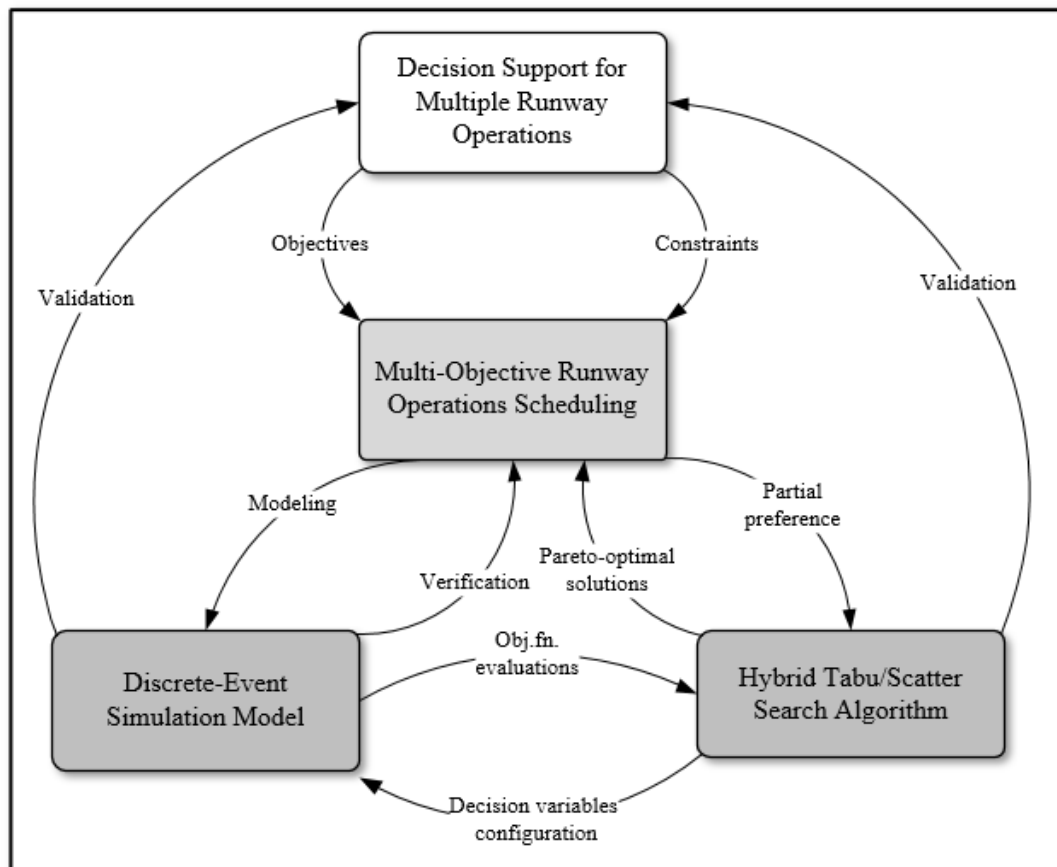 Decision Support for
Multiple Runway
Operations
Objectives
Constraints
Validation
Validation
Multi-Objective Runway
Operations Scheduling
Modeling
Partial
preference
Verification
Pareto-optimal
solutions
Obj.fn.
evaluations
Discrete-Event
Simulation Model
Hybrid Tabu/Scatter
Search Algorithm
Decision variables
configuration